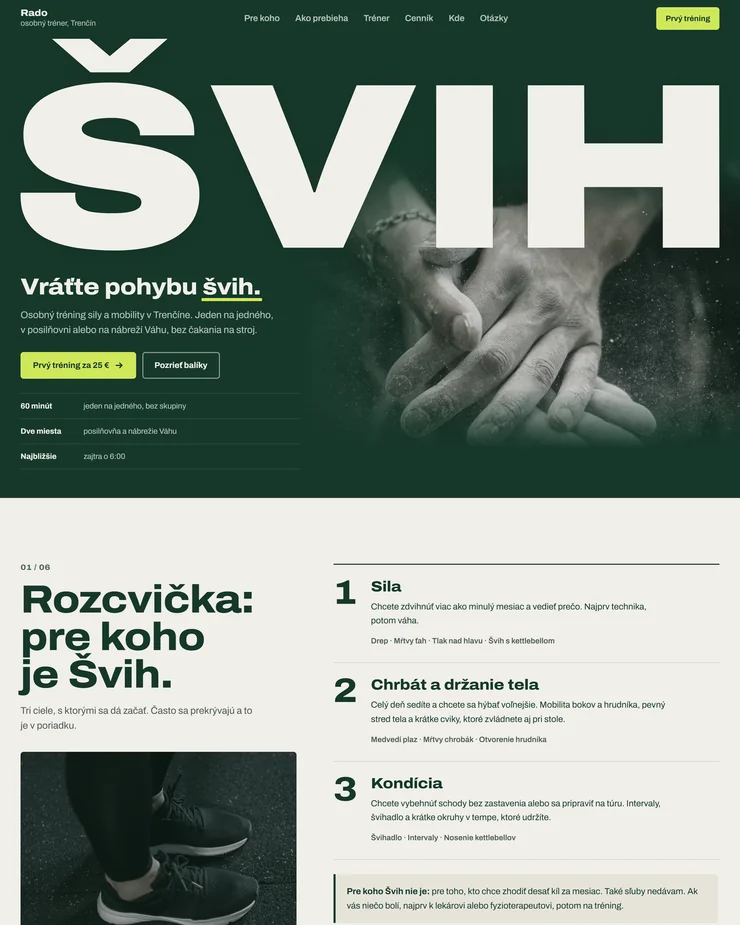 Rado
osobný tréner, Trenčín
Pre koho
Ako prebieha
Tréner
Cenník
Kde
Otázky
Prvý tréning
ŠVIH
Vráťte pohybu švih.
Osobný tréning sily a mobility v Trenčíne. Jeden na jedného,
v posilňovni alebo na nábreží Váhu, bez čakania na stroj.
Prvý tréning za 25 € →
Pozrieť balíky
60 minút jeden na jedného, bez skupiny
Dve miesta posilňovňa a nábrežie Váhu
Najbližšie zajtra o 6:00
01 / 06
Rozcvička:
pre koho
je Švih.
Tri ciele, s ktorými sa dá začať. Často sa prekrývajú a to
je v poriadku.
1 Sila
Chcete zdvihnúť viac ako minulý mesiac a vedieť prečo. Najprv technika,
potom váha.
Drep · Mŕtvy ťah · Tlak nad hlavu · Švih s kettlebellom
2 Chrbát a držanie tela
Celý deň sedíte a chcete sa hýbať voľnejšie. Mobilita bokov a hrudníka, pevný
stred tela a krátke cviky, ktoré zvládnete aj pri stole.
Medvedí plaz · Mŕtvy chrobák · Otvorenie hrudníka
3 Kondícia
Chcete vybehnúť schody bez zastavenia alebo sa pripraviť na túru. Intervaly,
švihadlo a krátke okruhy v tempe, ktoré udržíte.
Švihadlo · Intervaly · Nosenie kettlebellov
Pre koho Švih nie je: pre toho, kto chce zhodiť desať kíl za mesiac. Také sľuby nedávam. Ak
vás niečo bolí, najprv k lekárovi alebo fyzioterapeutovi, potom na tréning.